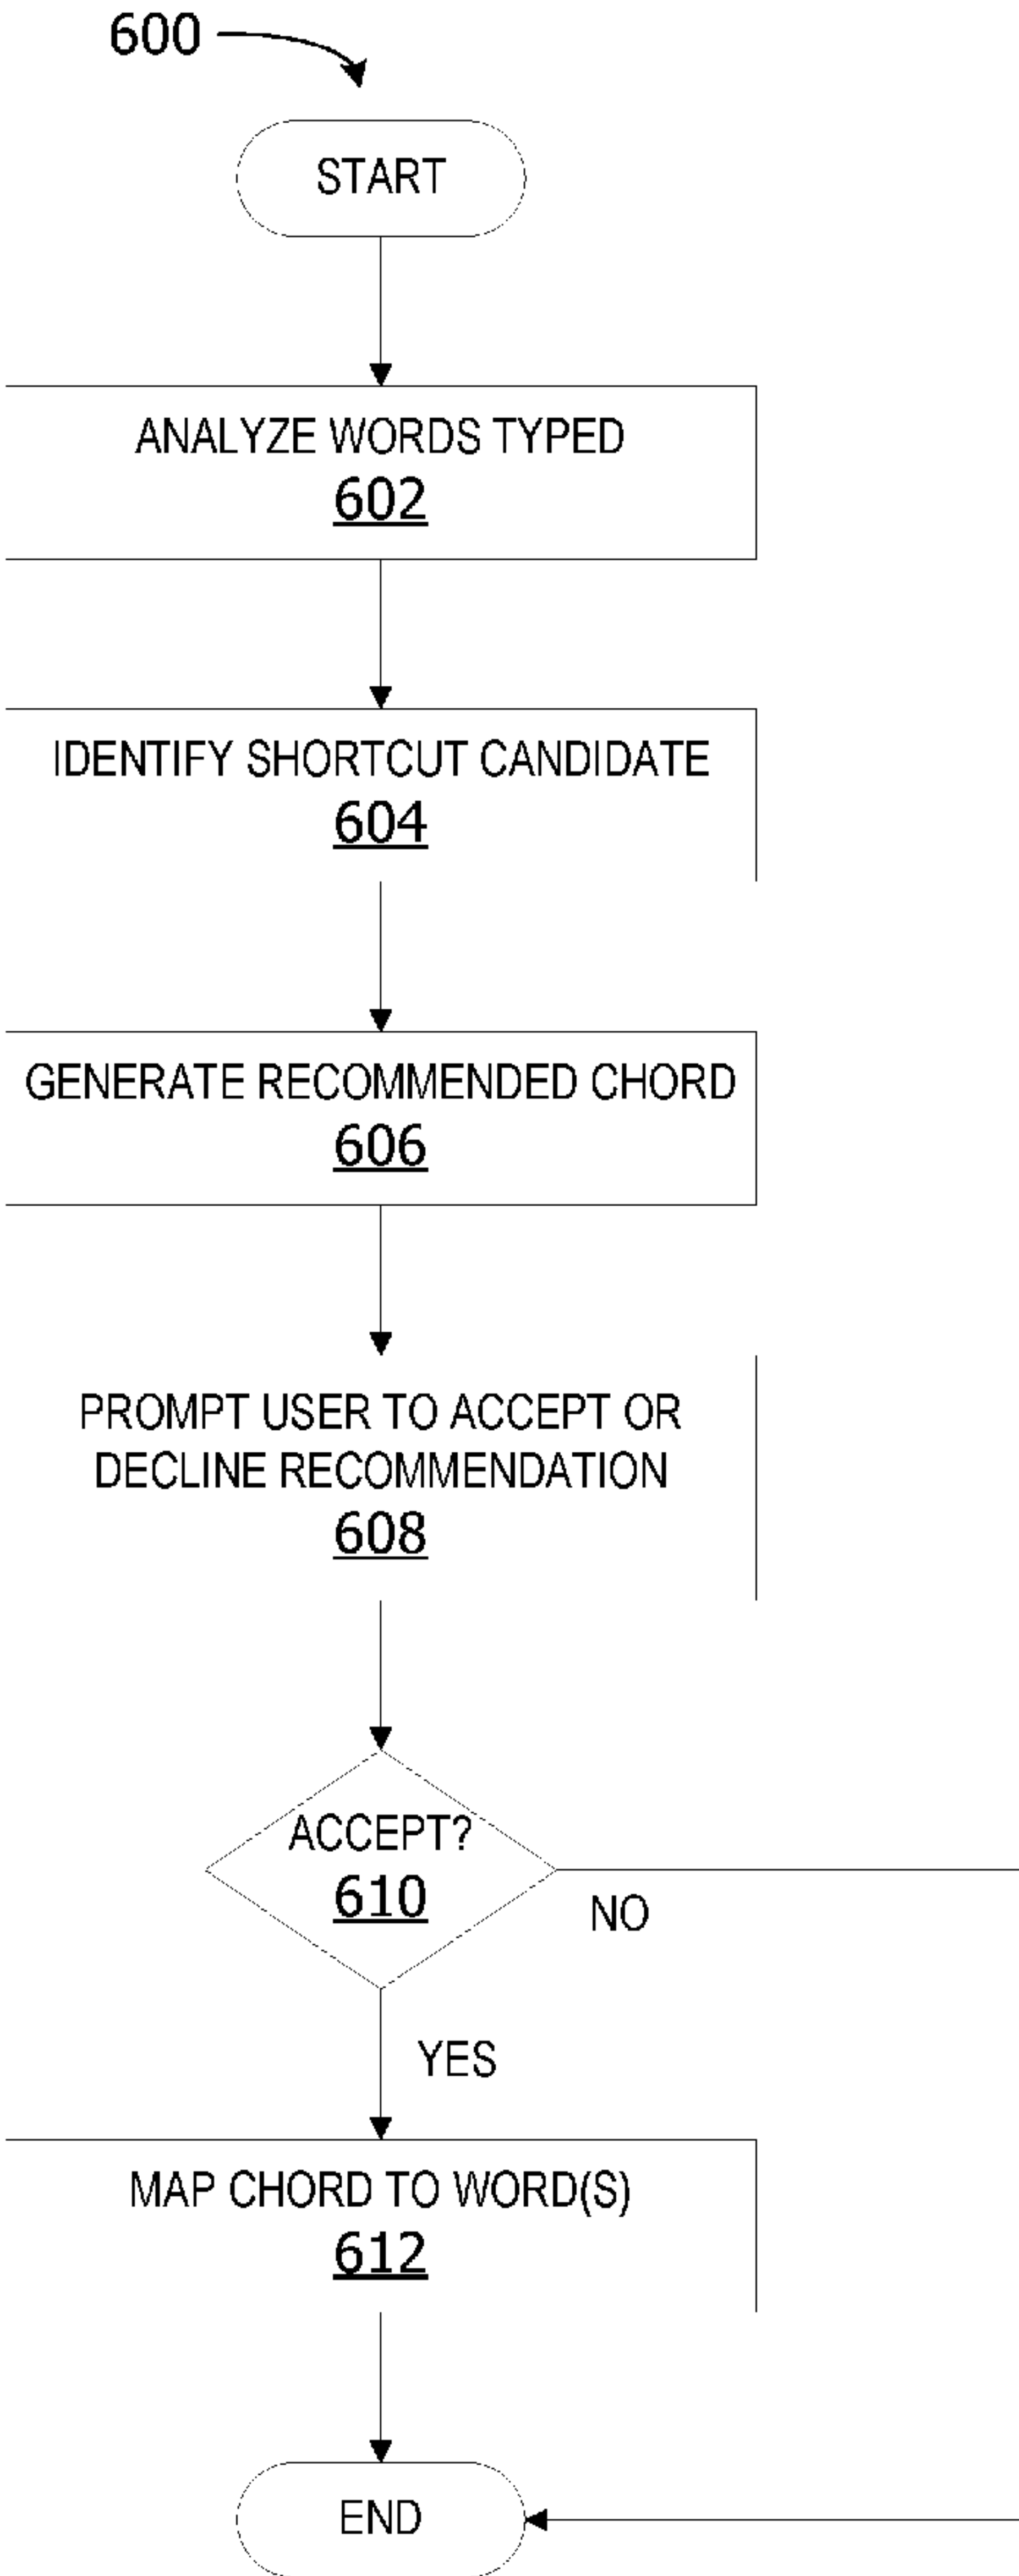 600
START
ANALYZE WORDS TYPED
602
IDENTIFY SHORTCUT CANDIDATE
604
GENERATE RECOMMENDED CHORD
606
PROMPT USER TO ACCEPT OR
DECLINE RECOMMENDATION
608
ACCEPT?
610
NO
YES
MAP CHORD TO WORD(S)
612
END